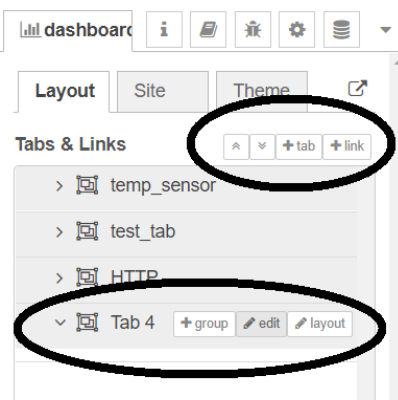 dashboard
Layout Site Theme
Tabs & Links
+tab +link
temp_sensor
test_tab
HTTP
Tab 4 +group edit layout